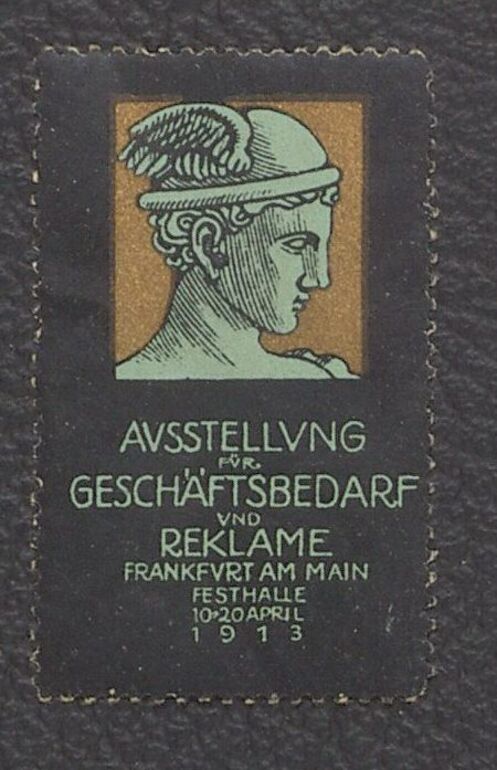 AVSSTELLVNG
FÜR
GESCHÄFTSBEDARF
VND
REKLAME
FRANKFVRT AM MAIN
FESTHALLE
10-20 APRIL
1913